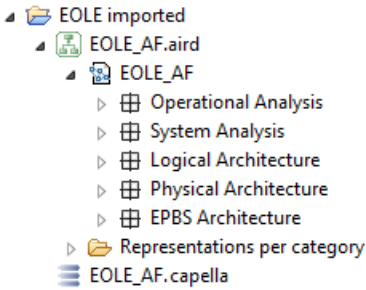 EOLE imported
EOLE_AF.aird
EOLE_AF
Operational Analysis
System Analysis
Logical Architecture
Physical Architecture
EPBS Architecture
Representations per category
EOLE_AF.capella